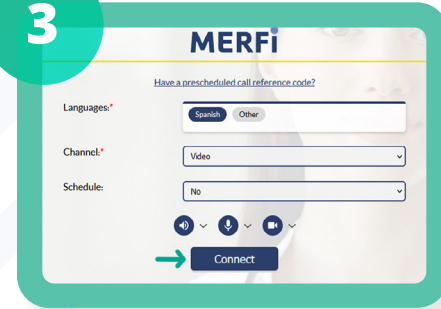 3
MERFi
Have a prescheduled call reference code?
Languages:*
Spanish Other
Channel:*
Video
Schedule:
No
Connect